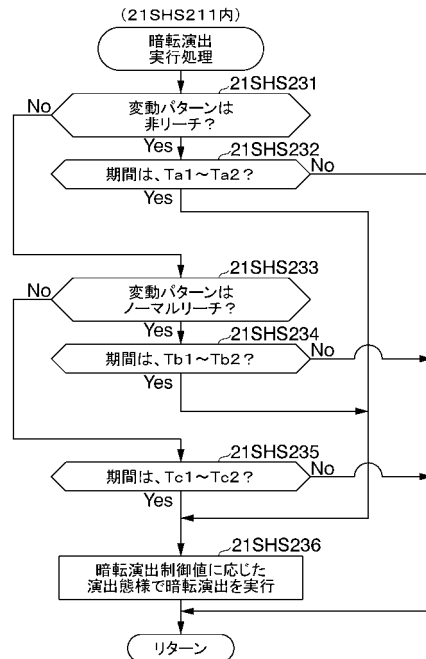 (21SHS211内)
暗転演出
実行処理
21SHS231
No
変動パターンは
非リーチ?
Yes
21SHS232
期間は、Ta1～Ta2?
No
Yes
21SHS233
No
変動パターンは
ノーマルリーチ?
Yes
21SHS234
期間は、Tb1～Tb2?
No
Yes
21SHS235
期間は、Tc1～Tc2?
No
Yes
21SHS236
暗転演出制御値に応じた
演出態様で暗転演出を実行
リターン